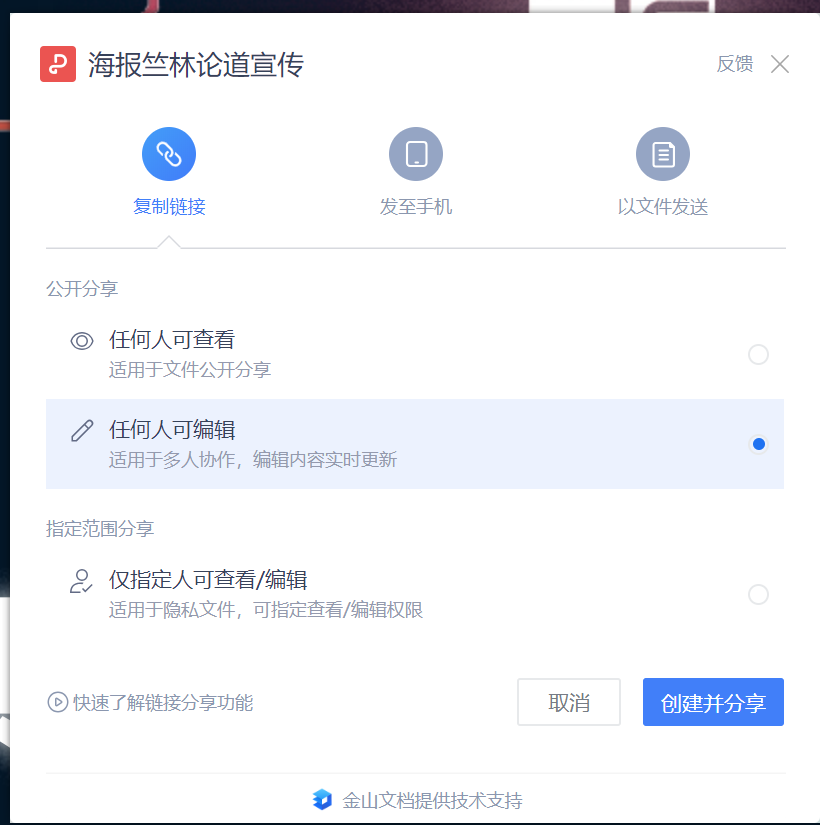 海报竺林论道宣传
反馈
复制链接
发至手机
以文件发送
公开分享
任何人可查看
适用于文件公开分享
任何人可编辑
适用于多人协作，编辑内容实时更新
指定范围分享
仅指定人可查看/编辑
适用于隐私文件，可指定查看/编辑权限
快速了解链接分享功能
取消
创建并分享
金山文档提供技术支持